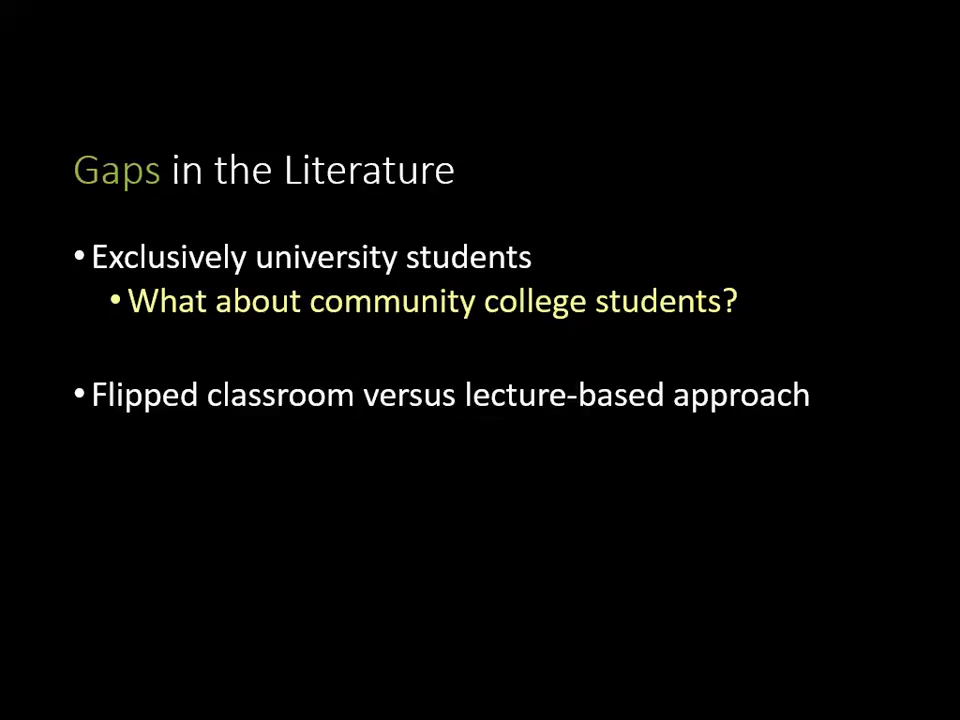 Gaps in the Literature
• Exclusively university students
• What about community college students?
• Flipped classroom versus lecture-based approach